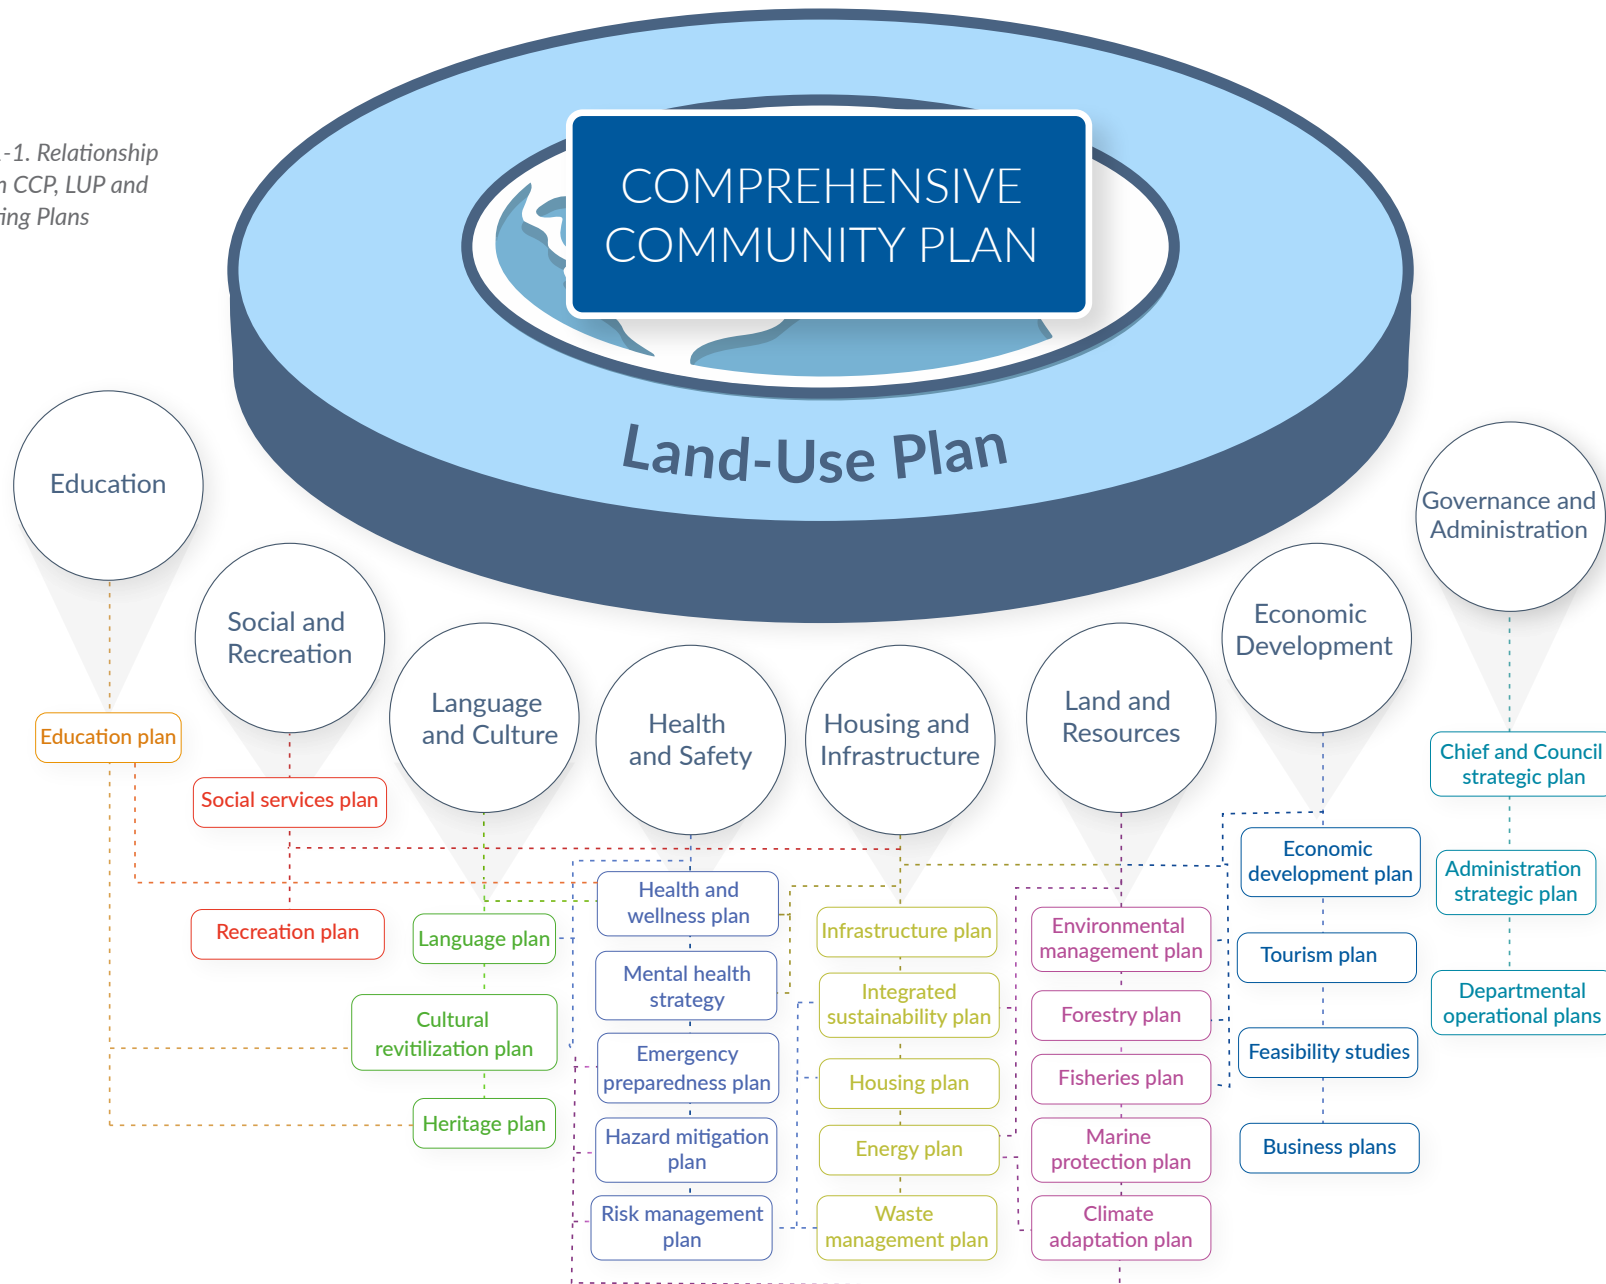 -1. Relationship
n CCP, LUP and
ting Plans
COMPREHENSIVE
COMMUNITY PLAN
Land-Use Plan
Education
Education plan
Social and
Recreation
Social services plan
Recreation plan
Language
and Culture
Language plan
Cultural
revitilization plan
Heritage plan
Health
and Safety
Health and
wellness plan
Mental health
strategy
Emergency
preparedness plan
Hazard mitigation
plan
Risk management
plan
Housing and
Infrastructure
Infrastructure plan
Integrated
sustainability plan
Housing plan
Energy plan
Waste
management plan
Land and
Resources
Environmental
management plan
Forestry plan
Fisheries plan
Marine
protection plan
Climate
adaptation plan
Economic
Development
Economic
development plan
Tourism plan
Feasibility studies
Business plans
Governance and
Administration
Chief and Council
strategic plan
Administration
strategic plan
Departmental
operational plans